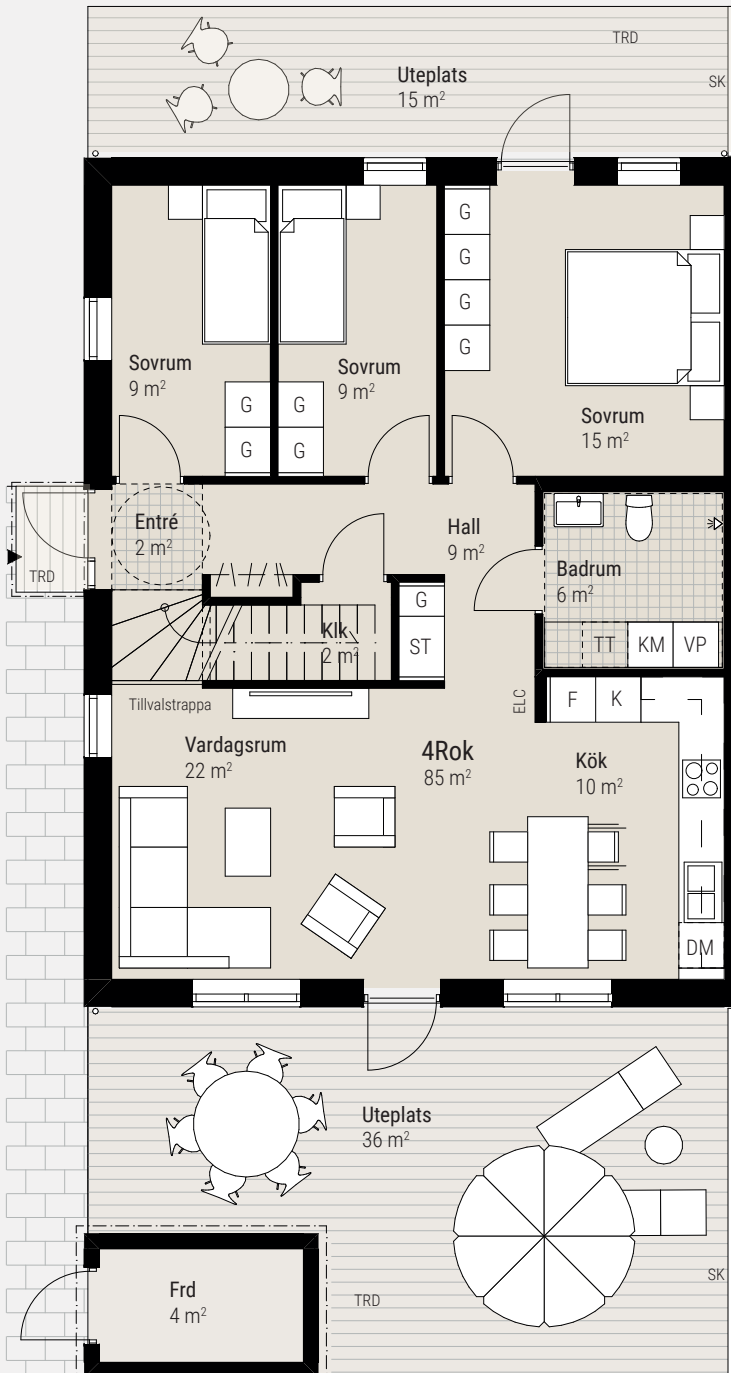 TRD
Uteplats
15 m²
SK
G
G
G
G
Sovrum
9 m²
Sovrum
9 m²
G
G
G
G
Sovrum
15 m²
Entré
2 m²
Hall
9 m²
TRD
Badrum
6 m²
G
Klk
2 m²
ST
TT
KM
VP
Tillvalstrappa
ELC
F
K
Vardagsrum
22 m²
4Rok
85 m²
Kök
10 m²
DM
Uteplats
36 m²
SK
Frd
4 m²
TRD